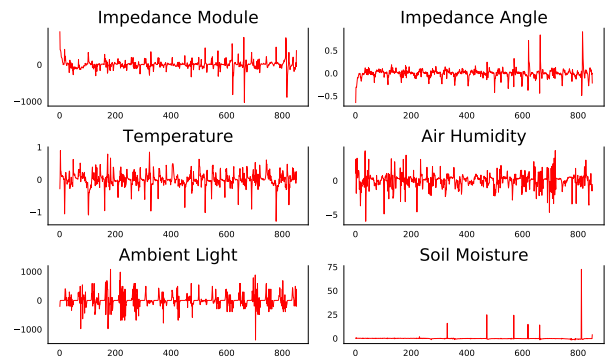 Impedance Module
Impedance Angle
0
−1000
0 200 400 600 800
0.5
0.0
−0.5
0 200 400 600 800
Temperature
Air Humidity
1
0
−1
0 200 400 600 800
0
−5
0 200 400 600 800
Ambient Light
Soil Moisture
1000
0
−1000
0 200 400 600 800
75
50
25
0
0 200 400 600 800